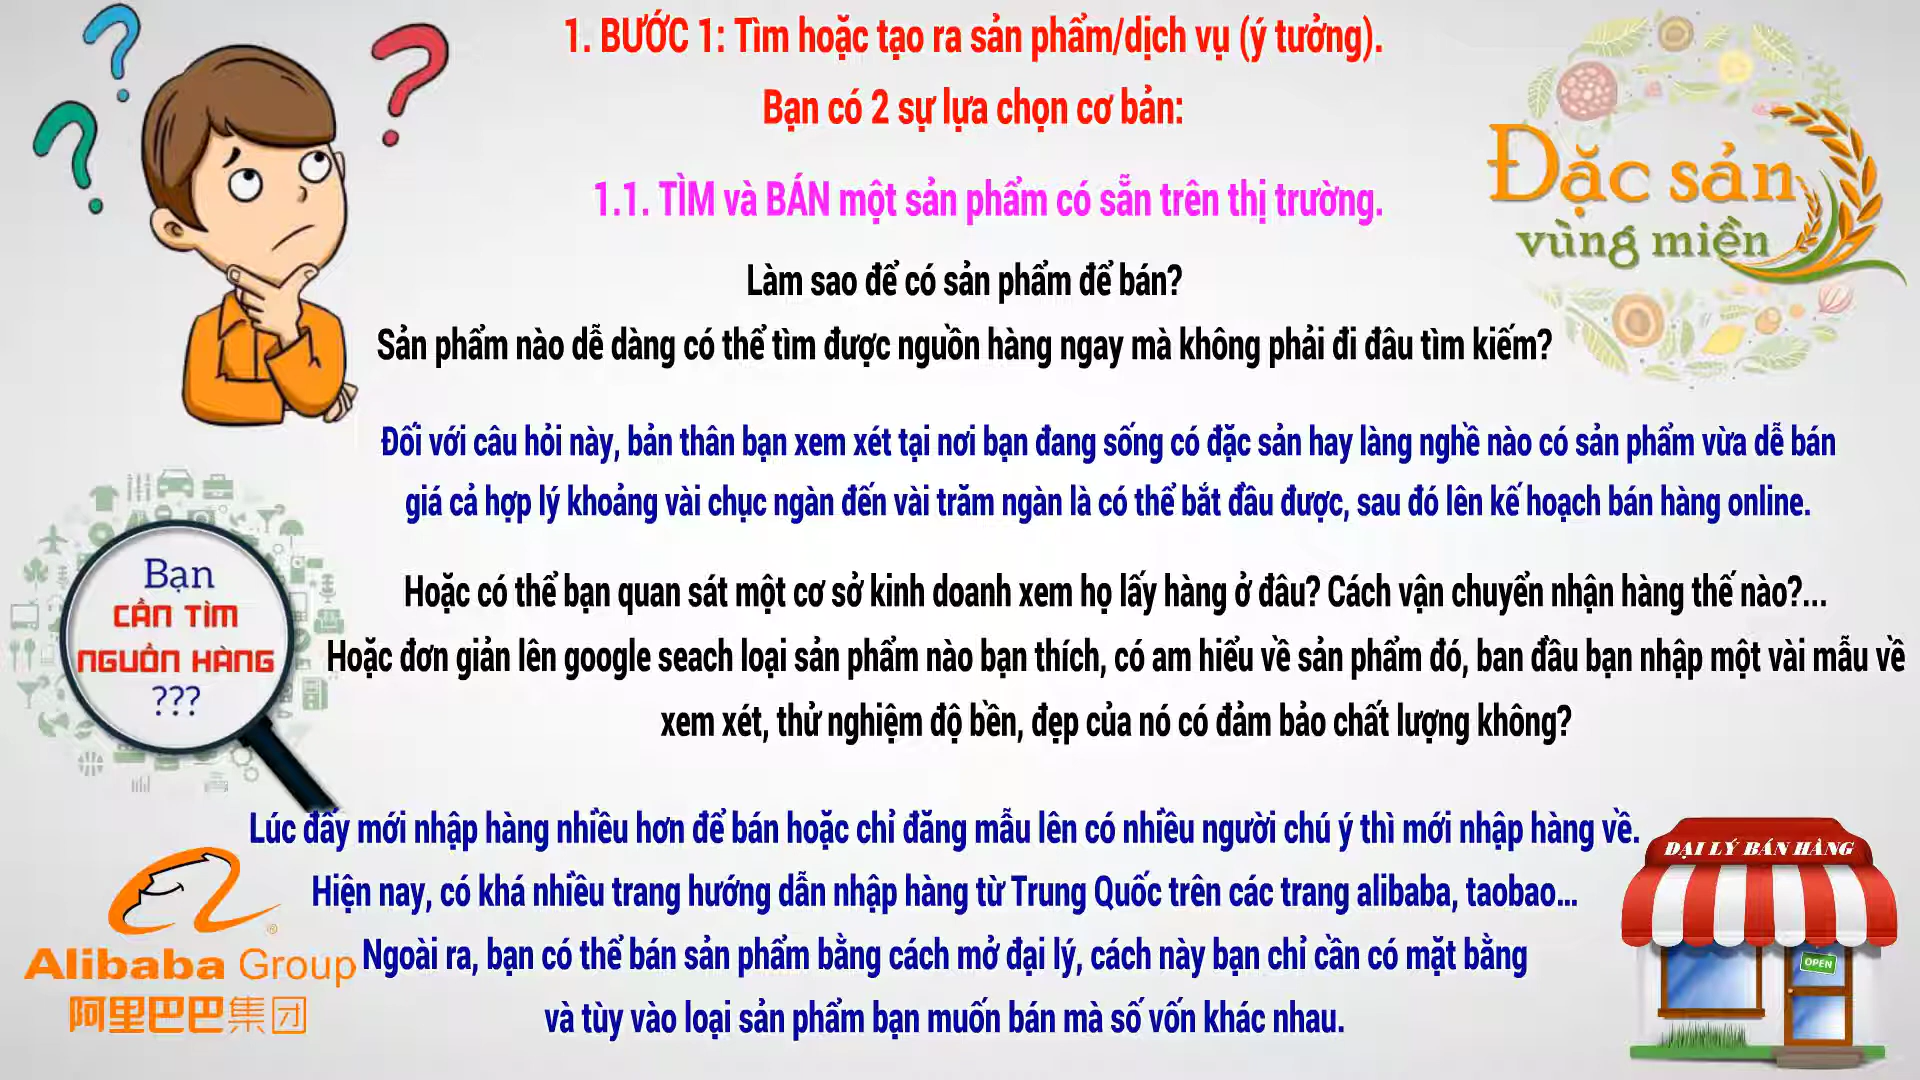 1. BƯỚC 1: Tìm hoặc tạo ra sản phẩm/dịch vụ (ý tưởng).
Bạn có 2 sự lựa chọn cơ bản:
1.1. TÌM và BÁN một sản phẩm có sẵn trên thị trường.
Đặc sản
vùng miền
Làm sao để có sản phẩm để bán?
Sản phẩm nào dễ dàng có thể tìm được nguồn hàng ngay mà không phải đi đâu tìm kiếm?
Đối với câu hỏi này, bản thân bạn xem xét tại nơi bạn đang sống có đặc sản hay làng nghề nào có sản phẩm vừa dễ bán
giá cả hợp lý khoảng vài chục ngàn đến vài trăm ngàn là có thể bắt đầu được, sau đó lên kế hoạch bán hàng online.
Bạn
CẦN TÌM
NGUỒN HÀNG
???
Hoặc có thể bạn quan sát một cơ sở kinh doanh xem họ lấy hàng ở đâu? Cách vận chuyển nhận hàng thế nào?...
Hoặc đơn giản lên google seach loại sản phẩm nào bạn thích, có am hiểu về sản phẩm đó, ban đầu bạn nhập một vài mẫu về
xem xét, thử nghiệm độ bền, đẹp của nó có đảm bảo chất lượng không?
Lúc đấy mới nhập hàng nhiều hơn để bán hoặc chỉ đăng mẫu lên có nhiều người chú ý thì mới nhập hàng về.
Hiện nay, có khá nhiều trang hướng dẫn nhập hàng từ Trung Quốc trên các trang alibaba, taobao...
Ngoài ra, bạn có thể bán sản phẩm bằng cách mở đại lý, cách này bạn chỉ cần có mặt bằng
và tùy vào loại sản phẩm bạn muốn bán mà số vốn khác nhau.
Alibaba Group
阿里巴巴集团
ĐẠI LÝ BÁN HÀNG
OPEN